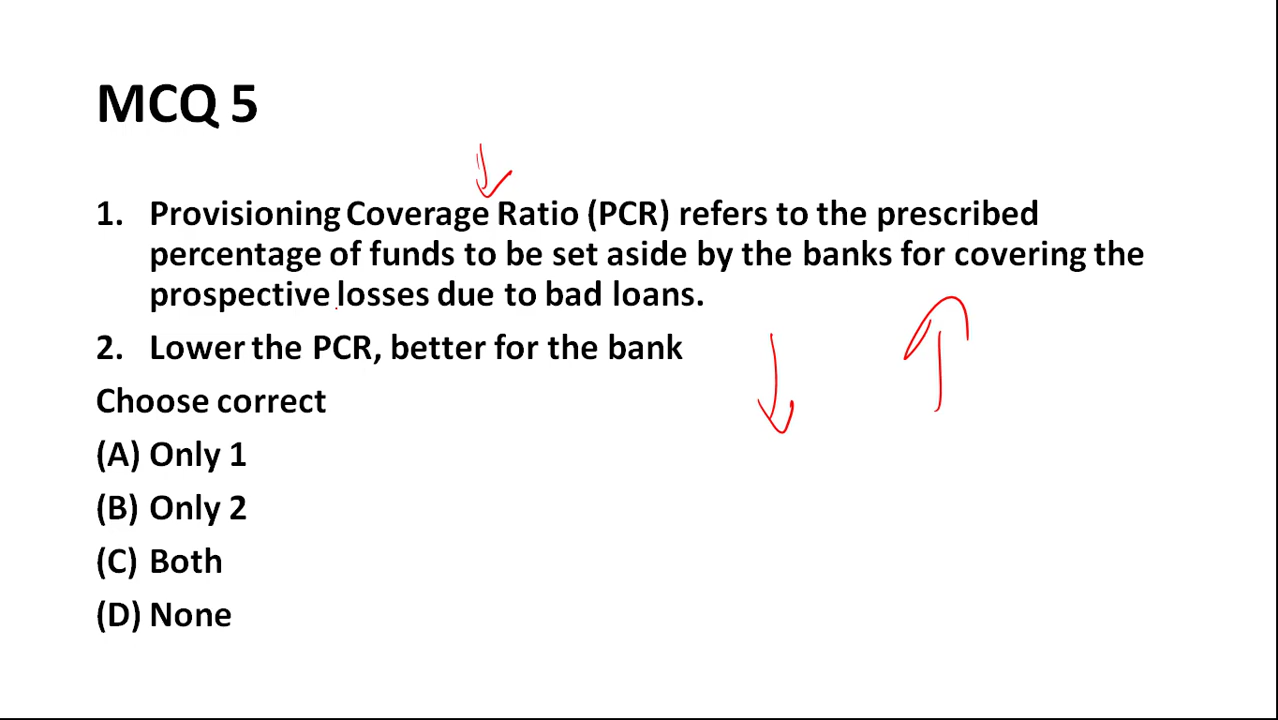 MCQ 5
1. Provisioning Coverage Ratio (PCR) refers to the prescribed
percentage of funds to be set aside by the banks for covering the
prospective losses due to bad loans.
2. Lower the PCR, better for the bank
Choose correct
(A) Only 1
(B) Only 2
(C) Both
(D) None